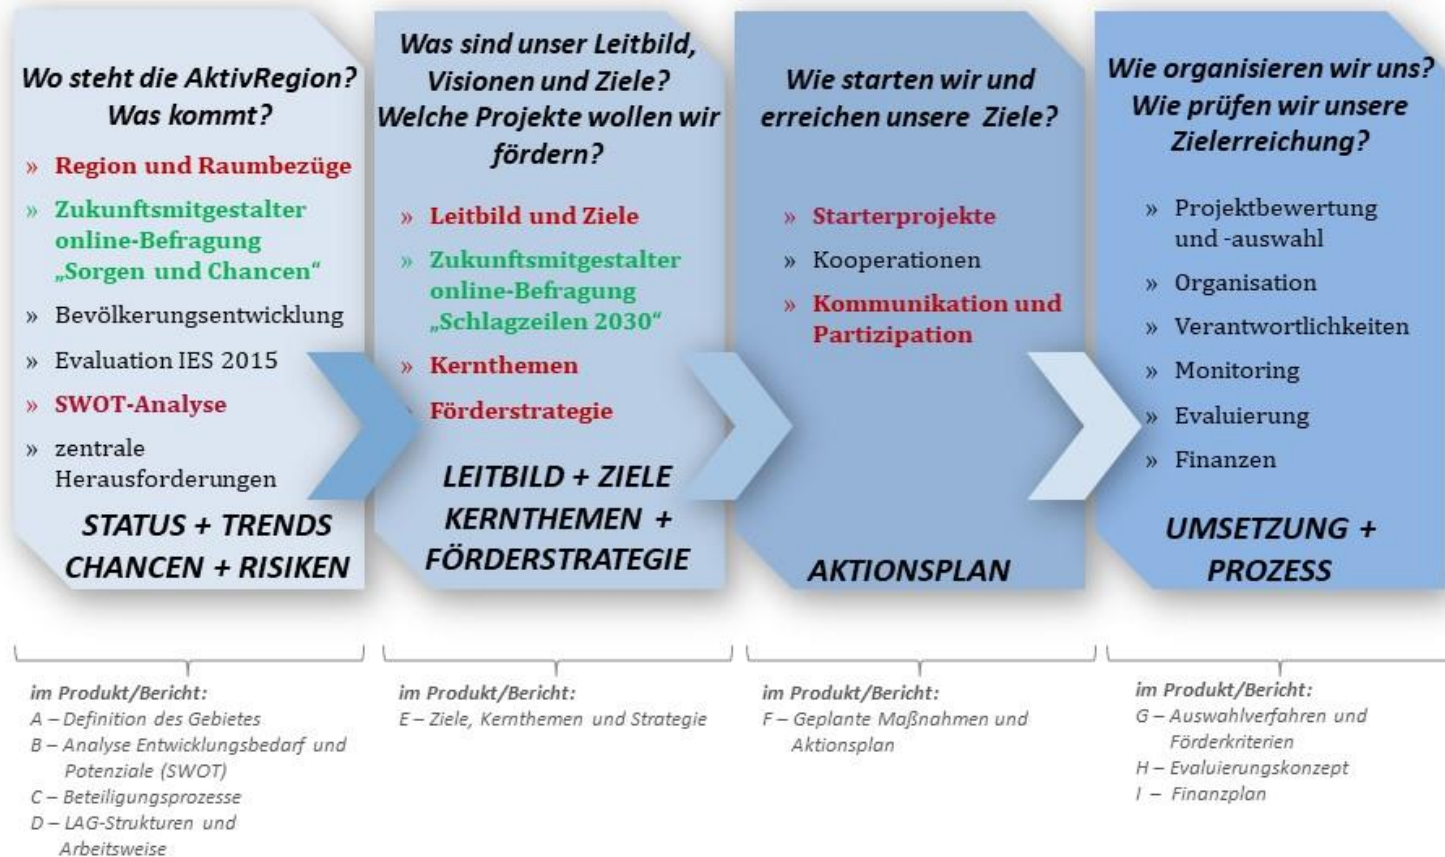 Wo steht die AktivRegion?
Was kommt?
» Region und Raumbezüge
» Zukunftsmitgestalter
online-Befragung
„Sorgen und Chancen“
» Bevölkerungsentwicklung
» Evaluation IES 2015
» SWOT-Analyse
» zentrale
Herausforderungen
STATUS + TRENDS
CHANCEN + RISIKEN
Was sind unser Leitbild,
Visionen und Ziele?
Welche Projekte wollen wir
fördern?
» Leitbild und Ziele
» Zukunftsmitgestalter
online-Befragung
„Schlagzeilen 2030“
» Kernthemen
» Förderstrategie
LEITBILD + ZIELE
KERNTHEMEN +
FÖRDERSTRATEGIE
Wie starten wir und
erreichen unsere Ziele?
» Starterprojekte
» Kooperationen
» Kommunikation und
Partizipation
AKTIONSPLAN
Wie organisieren wir uns?
Wie prüfen wir unsere
Zielerreichung?
» Projektbewertung
und -auswahl
» Organisation
» Verantwortlichkeiten
» Monitoring
» Evaluierung
» Finanzen
UMSETZUNG +
PROZESS
im Produkt/Bericht:
A – Definition des Gebietes
B – Analyse Entwicklungsbedarf und
Potenziale (SWOT)
C – Beteiligungsprozesse
D – LAG-Strukturen und
Arbeitsweise
im Produkt/Bericht:
E – Ziele, Kernthemen und Strategie
im Produkt/Bericht:
F – Geplante Maßnahmen und
Aktionsplan
im Produkt/Bericht:
G – Auswahlverfahren und
Förderkriterien
H – Evaluierungskonzept
I – Finanzplan